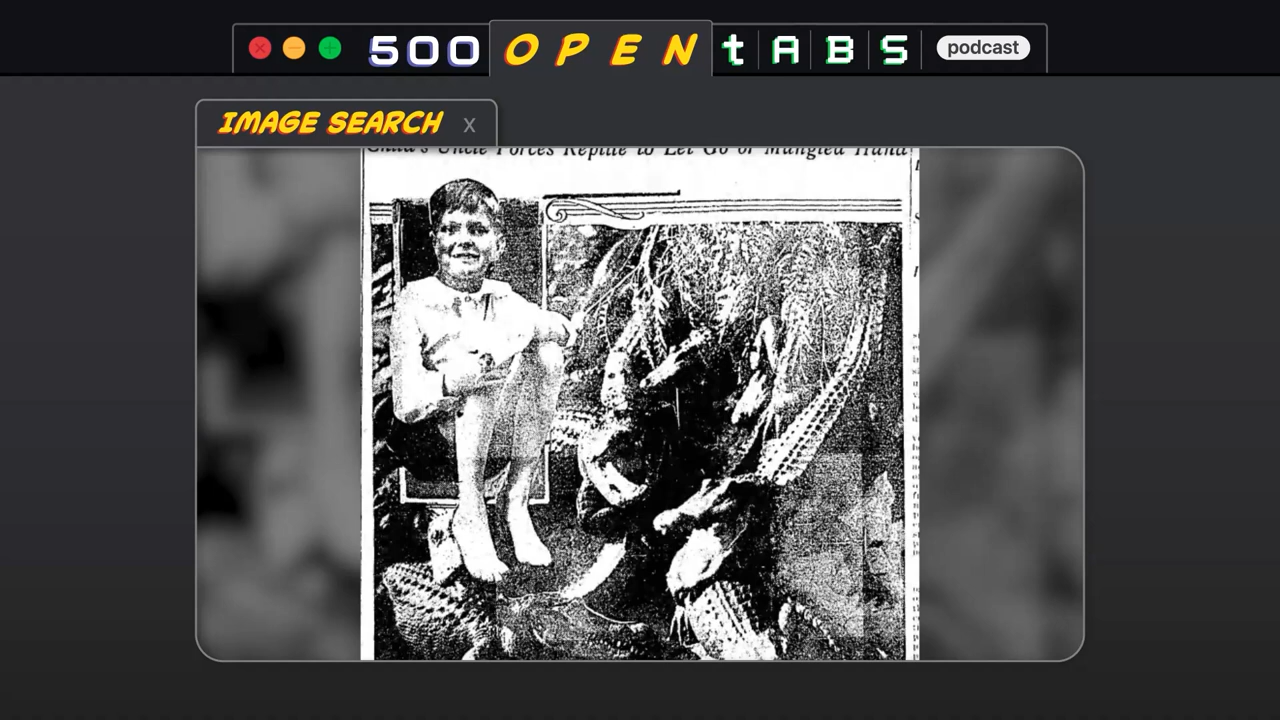 500 OPEN tABS podcast
IMAGE SEARCH x
Child's Uncle Forces Reptile to Let Go of Mangled Hand